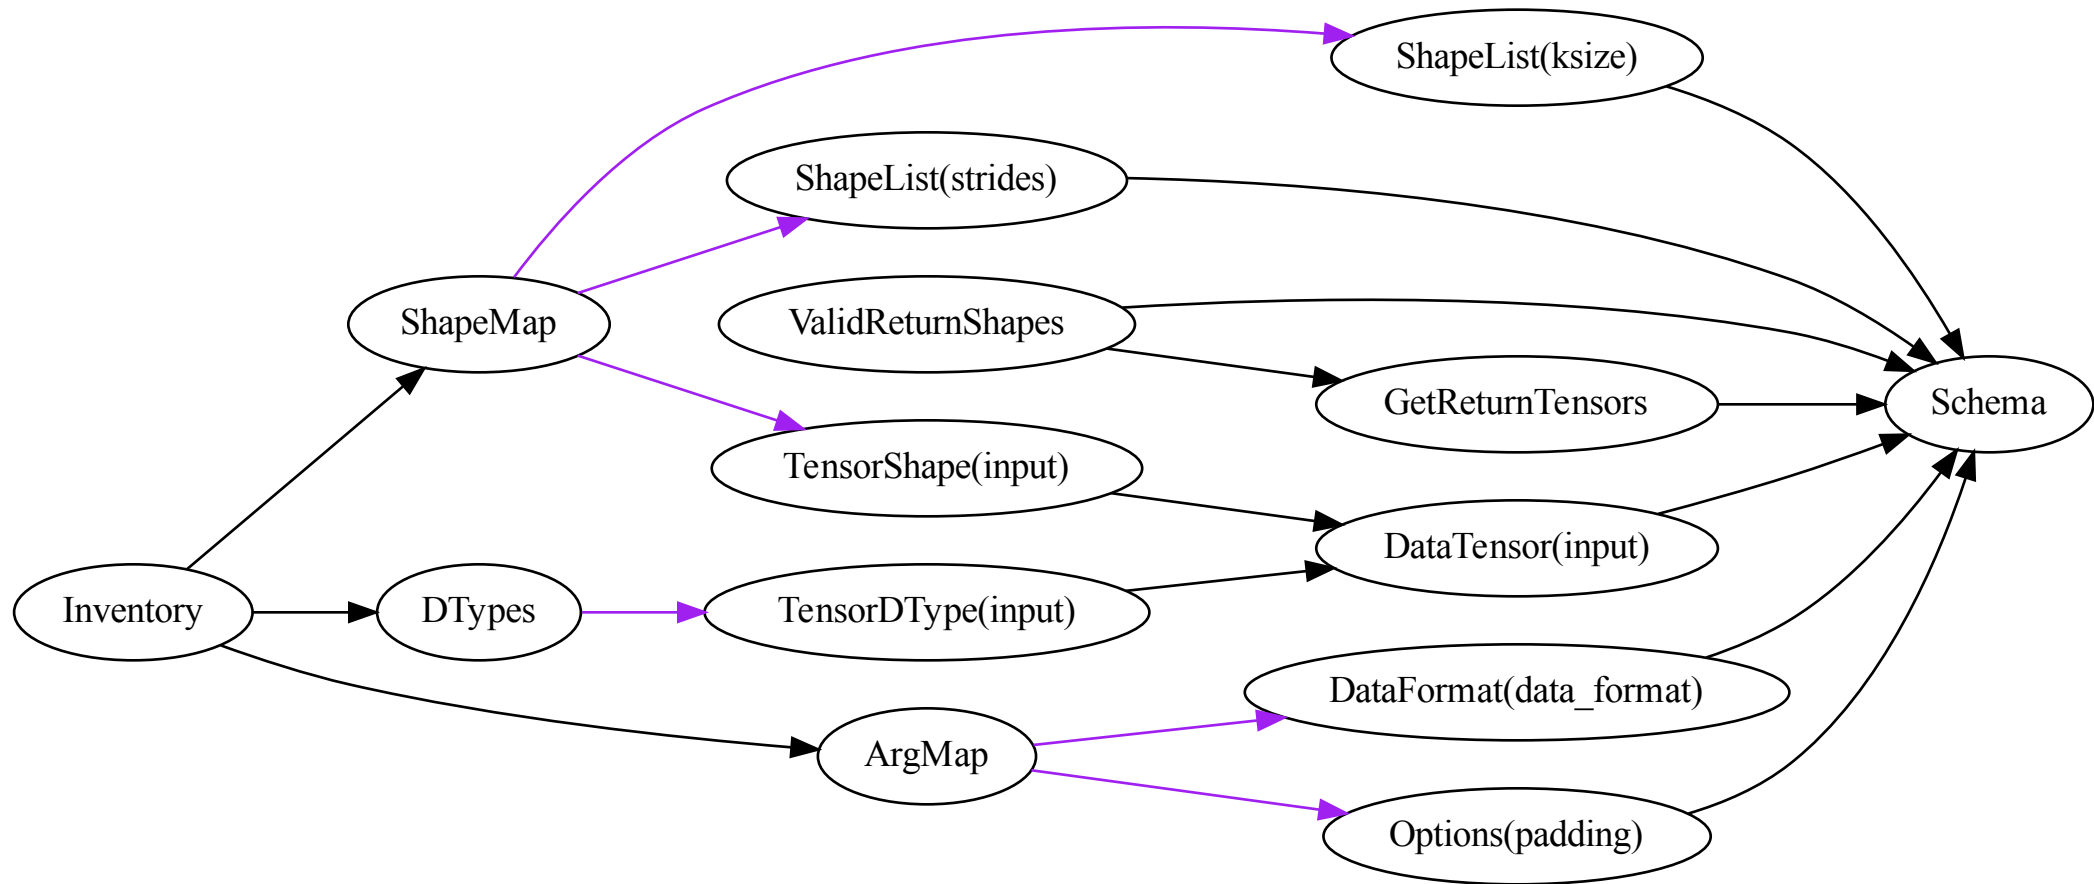 ShapeList(ksize)
ShapeList(strides)
ShapeMap
ValidReturnShapes
GetReturnTensors
Schema
TensorShape(input)
DataTensor(input)
Inventory
DTypes
TensorDType(input)
DataFormat(data_format)
ArgMap
Options(padding)